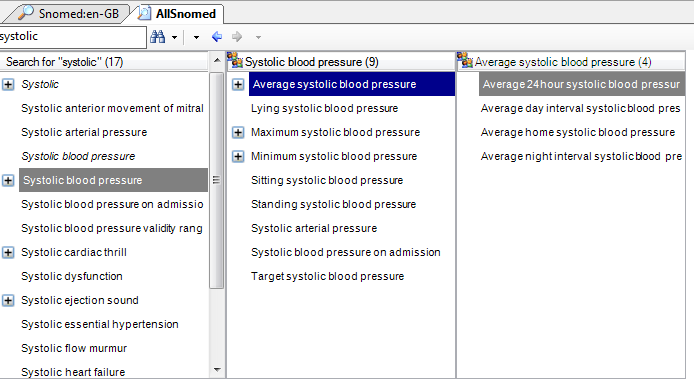 Snomed:en-GB
AllSnomed
systolic
Search for "systolic" (17)
Systolic
Systolic anterior movement of mitral
Systolic arterial pressure
Systolic blood pressure
Systolic blood pressure
Systolic blood pressure on admissio
Systolic blood pressure validity rang
Systolic cardiac thrill
Systolic dysfunction
Systolic ejection sound
Systolic essential hypertension
Systolic flow murmur
Systolic heart failure
Systolic blood pressure (9)
Average systolic blood pressure
Lying systolic blood pressure
Maximum systolic blood pressure
Minimum systolic blood pressure
Sitting systolic blood pressure
Standing systolic blood pressure
Systolic arterial pressure
Systolic blood pressure on admission
Target systolic blood pressure
Average systolic blood pressure (4)
Average 24 hour systolic blood pressur
Average day interval systolic blood pres
Average home systolic blood pressure
Average night interval systolic blood pre